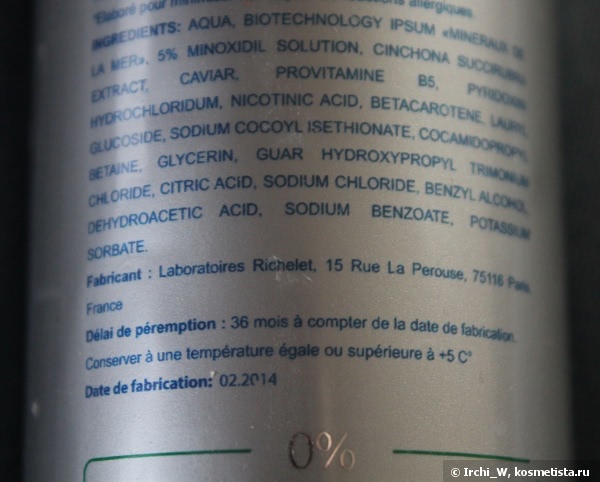 *Élaboré pour minimiser allergiques
INGREDIENTS: AQUA, BIOTECHNOLOGY IPSUM «MINERAUX DE
LA MER», 5% MINOXIDIL SOLUTION, CINCHONA SUCCIRUBRA
EXTRACT, CAVIAR, PROVITAMINE B5, PYRIDOXIN
HYDROCHLORIDUM, NICOTINIC ACID, BETACAROTENE, LAURYL
GLUCOSIDE, SODIUM COCOYL ISETHIONATE, COCAMIDOPROPYL
BETAINE, GLYCERIN, GUAR HYDROXYPROPYL TRIMONIUM
CHLORIDE, CITRIC ACiD, SODIUM CHLORIDE, BENZYL ALCOHOL,
DEHYDROACETIC ACID, SODIUM BENZOATE, POTASSIUM
SORBATE.
Fabricant : Laboratoires Richelet, 15 Rue La Perouse, 75116 Paris,
France
Délai de péremption : 36 mois à compter de la date de fabrication.
Conserver à une température égale ou supérieure à +5 C°
Date de fabrication: 02.2014
0%
© Irchi_W, kosmetista.ru